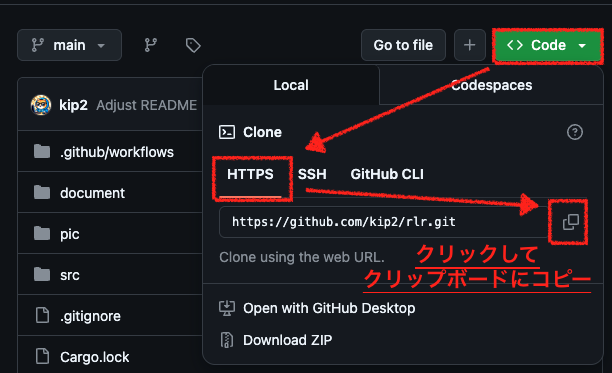 main
Go to file
Code
Local
Codespaces
kip2 Adjust README
Clone
.github/workflows
HTTPS
SSH
GitHub CLI
document
https://github.com/kip2/rlr.git
pic
Clone using the web URL.
クリックして
クリップボードにコピー
src
Open with GitHub Desktop
.gitignore
Download ZIP
Cargo.lock